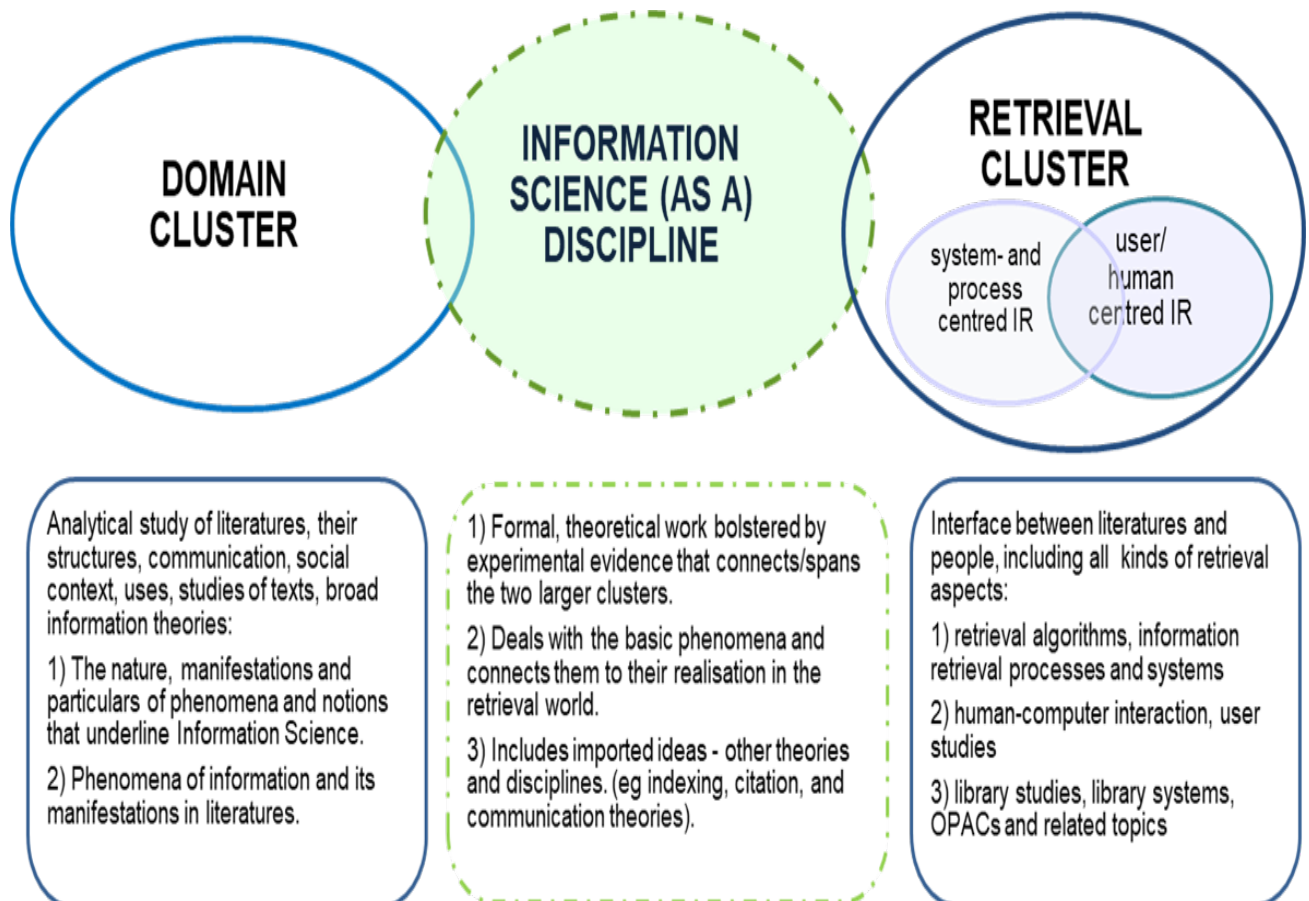 DOMAIN
CLUSTER
INFORMATION
SCIENCE (AS A)
DISCIPLINE
RETRIEVAL
CLUSTER
system- and
process
centred IR
user/
human
centred IR
Analytical study of literatures, their
structures, communication, social
context, uses, studies of texts, broad
information theories:
1) The nature, manifestations and
particulars of phenomena and notions
that underline Information Science.
2) Phenomena of information and its
manifestations in literatures.
1) Formal, theoretical work bolstered by
experimental evidence that connects/spans
the two larger clusters.
2) Deals with the basic phenomena and
connects them to their realisation in the
retrieval world.
3) Includes imported ideas - other theories
and disciplines. (eg indexing, citation, and
communication theories).
Interface between literatures and
people, including all kinds of retrieval
aspects:
1) retrieval algorithms, information
retrieval processes and systems
2) human-computer interaction, user
studies
3) library studies, library systems,
OPACs and related topics